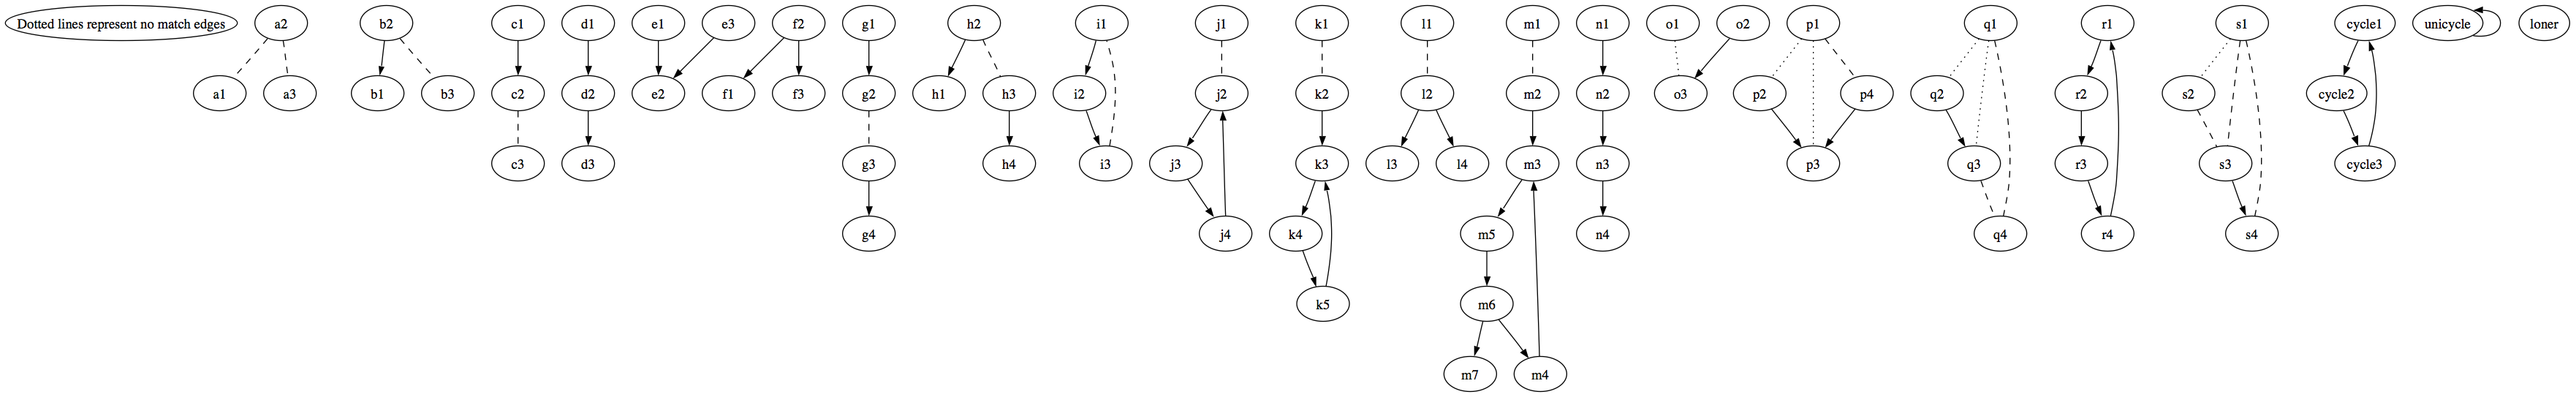 Dotted lines represent no match edges a2 b2 c1 d1 e1 e3 f2 g1 h2 i1 j1 k1 l1 m1 n1 o1 o2 p1 q1 r1 s1 cycle1 unicycle loner
a1 a3 b1 b3 c2 d2 e2 f1 f3 g2 h1 h3 i2 j2 k2 l2 m2 n2 o3 p2 p4 q2 r2 s2 cycle2
c3 d3 g3 h4 i3 j3 k3 l3 l4 m3 n3 p3 q3 r3 s3 cycle3
g4 j4 k4 m5 n4 q4 r4 s4
k5 m6
m7 m4